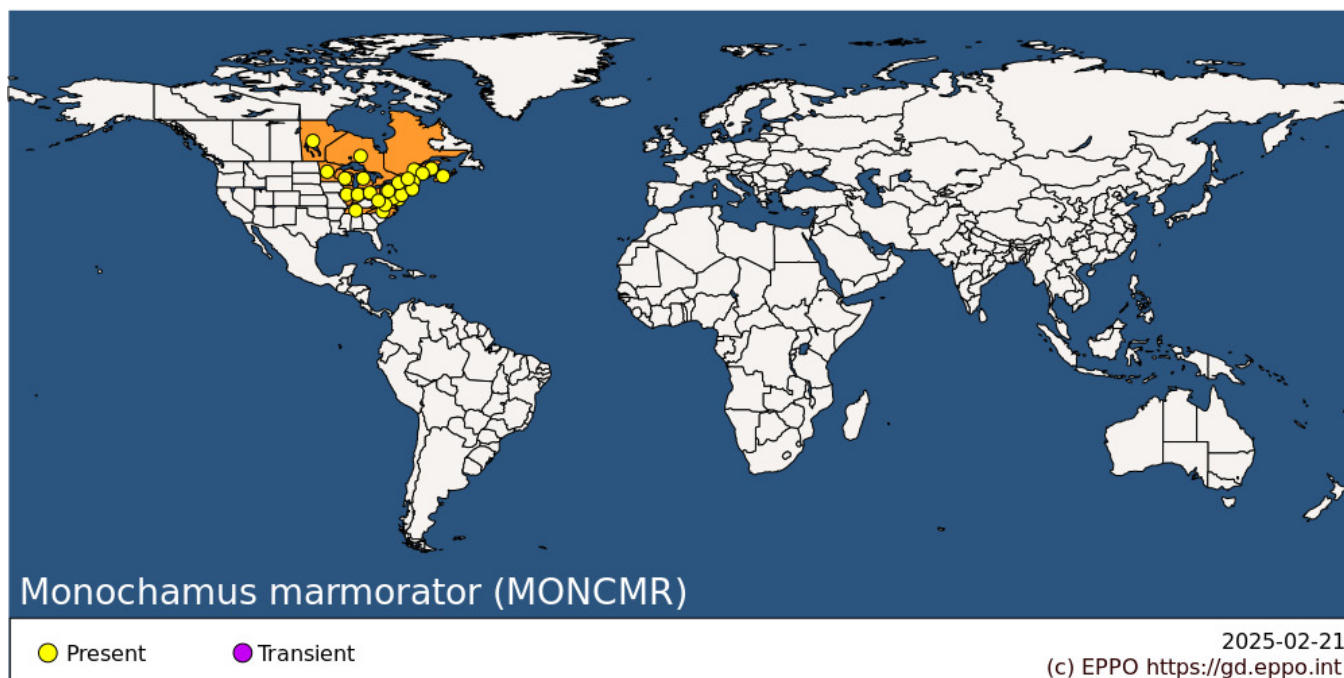 Monochamus marmorator (MONCMR)
Present
Transient
2025-02-21
(c) EPPO https://gd.eppo.int